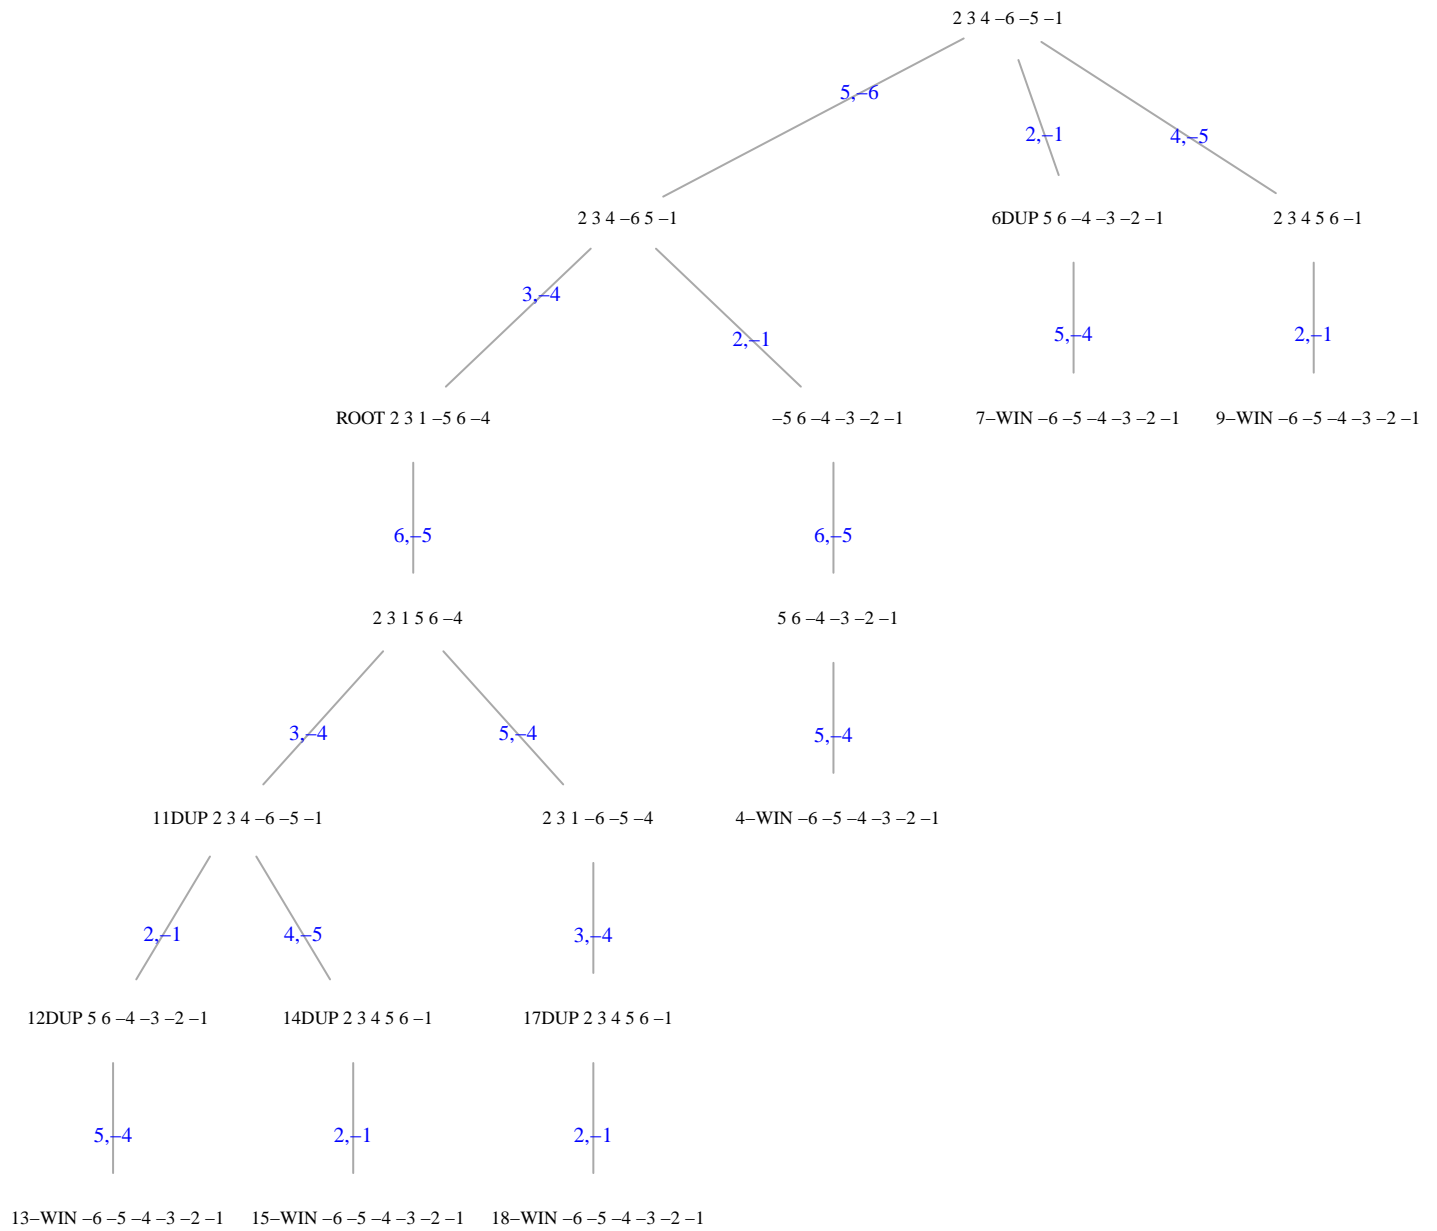 2 3 4 –6 –5 –1
5,–6
2,–1
4,–5
2 3 4 –6 5 –1
6DUP 5 6 –4 –3 –2 –1
2 3 4 5 6 –1
3,–4
2,–1
5,–4
2,–1
ROOT 2 3 1 –5 6 –4
–5 6 –4 –3 –2 –1
7–WIN –6 –5 –4 –3 –2 –1
9–WIN –6 –5 –4 –3 –2 –1
6,–5
6,–5
2 3 1 5 6 –4
5 6 –4 –3 –2 –1
3,–4
5,–4
5,–4
11DUP 2 3 4 –6 –5 –1
2 3 1 –6 –5 –4
4–WIN –6 –5 –4 –3 –2 –1
2,–1
4,–5
3,–4
12DUP 5 6 –4 –3 –2 –1
14DUP 2 3 4 5 6 –1
17DUP 2 3 4 5 6 –1
5,–4
2,–1
2,–1
13–WIN –6 –5 –4 –3 –2 –1
15–WIN –6 –5 –4 –3 –2 –1
18–WIN –6 –5 –4 –3 –2 –1